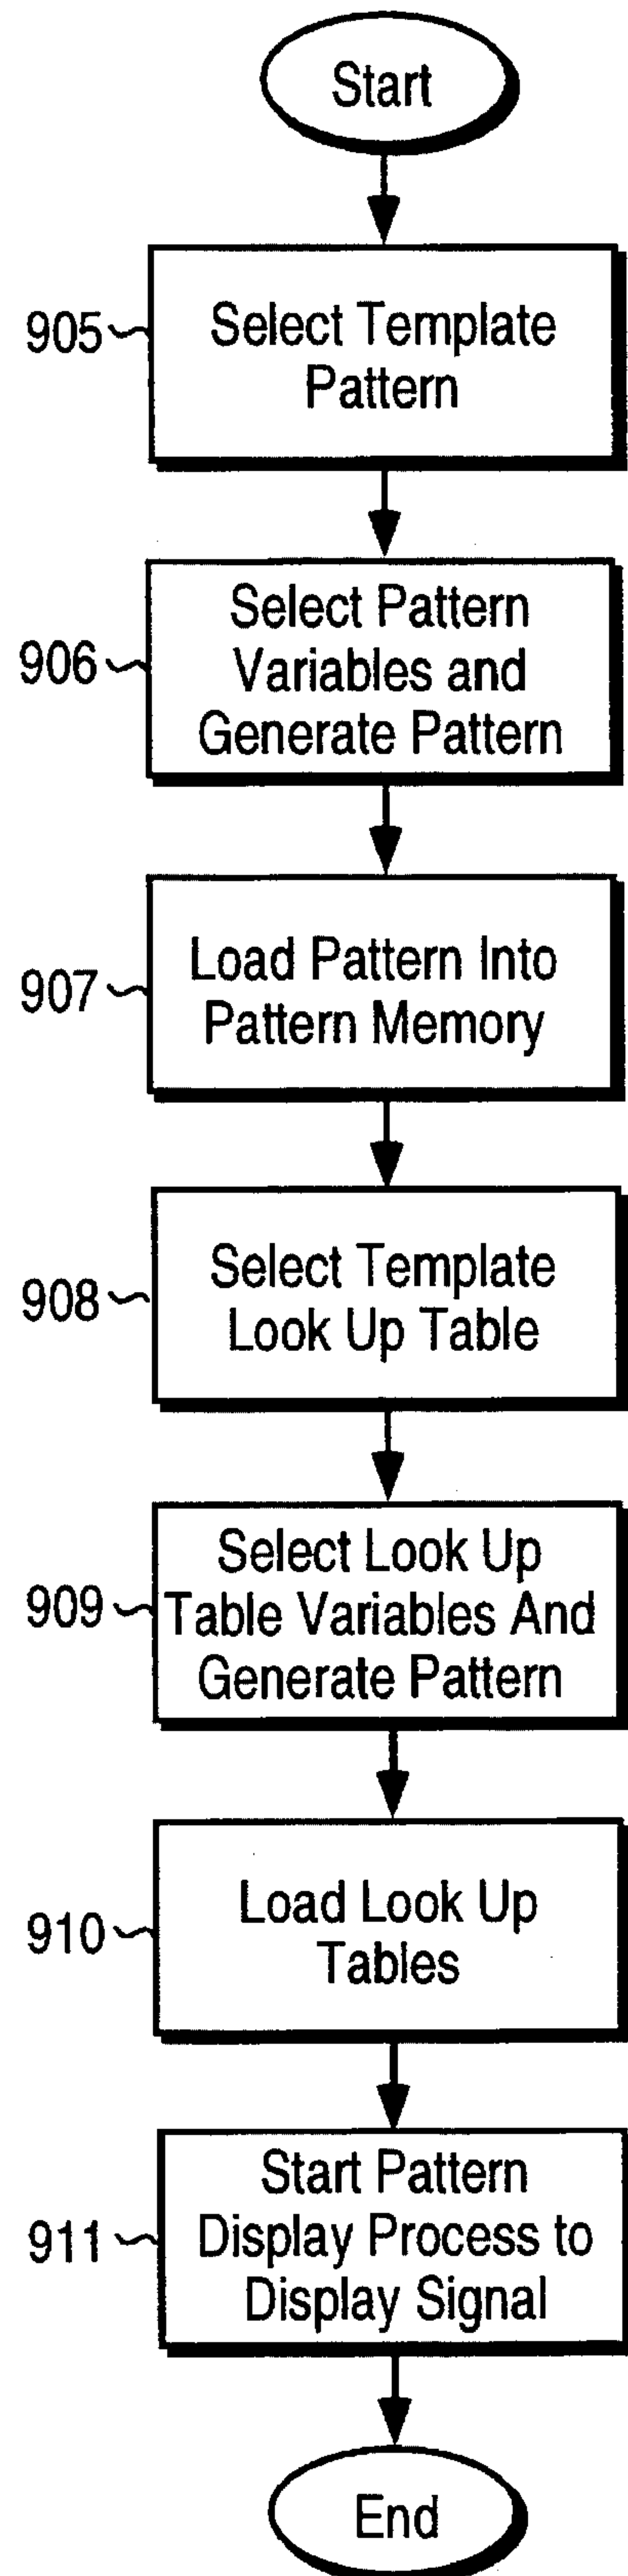 Start
905
Select Template
Pattern
906
Select Pattern
Variables and
Generate Pattern
907
Load Pattern Into
Pattern Memory
908
Select Template
Look Up Table
909
Select Look Up
Table Variables And
Generate Pattern
910
Load Look Up
Tables
911
Start Pattern
Display Process to
Display Signal
End